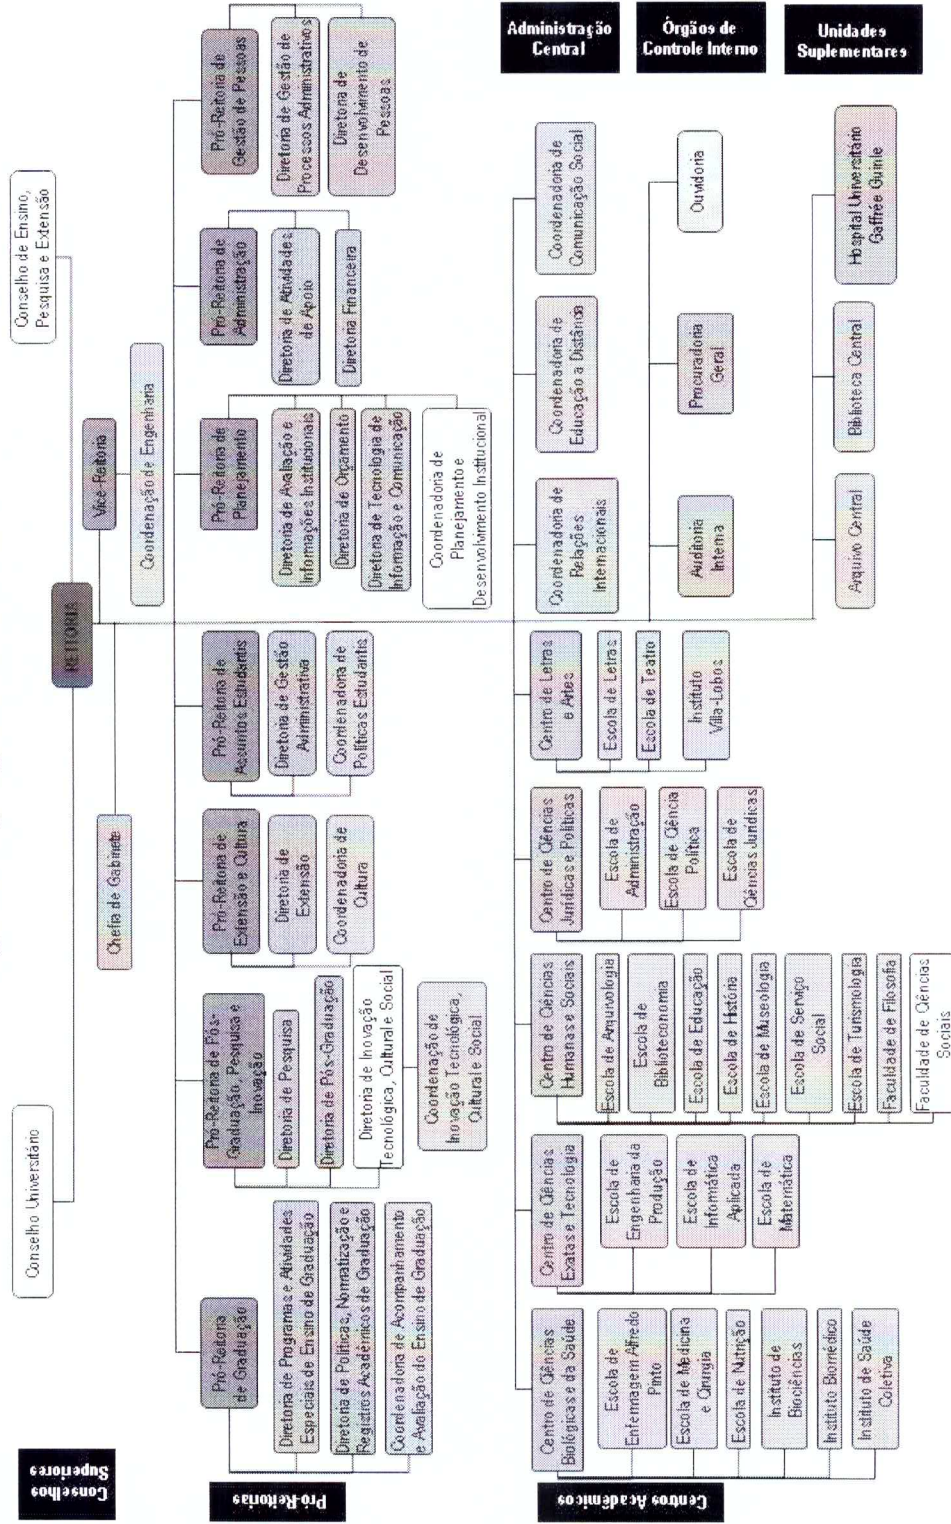 Conselhos
Superiores
Conselho Universitário
REITORIA
Conselho de Ensino,
Pesquisa e Extensão
Vice-Reitoria
Chefia de Gabinete
Coordenação de Engenharia
Pró-Reitorias
Pró-Reitoria
de Graduação
Diretoria de Programas e Atividades
Especiais de Ensino de Graduação
Diretoria de Políticas, Normatização e
Registros Acadêmicos de Graduação
Coordenadoria de Acompanhamento
e Avaliação do Ensino de Graduação
Pró-Reitoria de Pós-
Graduação, Pesquisa e
Inovação
Diretoria de Pesquisa
Diretoria de Pós-Graduação
Diretoria de Inovação
Tecnológica, Cultural e Social
Coordenação de
Inovação Tecnológica,
Cultural e Social
Pró-Reitoria de
Extensão e Cultura
Diretoria de
Extensão
Coordenadoria de
Cultura
Pró-Reitoria de
Assuntos Estudantis
Diretoria de Gestão
Administrativa
Coordenadoria de
Políticas Estudantis
Pró-Reitoria de
Planejamento
Diretoria de Avaliação e
Informações Institucionais
Diretoria de Orçamento
Diretoria de Tecnologia de
Informação e Comunicação
Coordenadoria de
Planejamento e
Desenvolvimento Institucional
Pró-Reitoria de
Administração
Diretoria de Atividades
de Apoio
Diretoria Financeira
Pró-Reitoria de
Gestão de Pessoas
Diretoria de Gestão de
Processos Administrativos
Diretoria de
Desenvolvimento de
Pessoas
Centros Acadêmicos
Centro de Ciências
Biológicas e da Saúde
Escola de
Enfermagem Alfredo
Pinto
Escola de Medicina
e Cirurgia
Escola de Nutrição
Instituto de
Biociências
Instituto Biomédico
Instituto de Saúde
Coletiva
Centro de Ciências
Exatas e Tecnologia
Escola de
Engenharia da
Produção
Escola de
Informática
Aplicada
Escola de
Matemática
Centro de Ciências
Humanas e Sociais
Escola de Arquivologia
Escola de
Biblioteconomia
Escola de Educação
Escola de História
Escola de Museologia
Escola de Serviço
Social
Escola de Turismologia
Faculdade de Filosofia
Faculdade de Ciências
Sociais
Centro de Ciências
Jurídicas e Políticas
Escola de
Administração
Escola de Ciência
Política
Escola de
Ciências Jurídicas
Centro de Letras
e Artes
Escola de Letras
Escola de Teatro
Instituto
Villa-Lobos
Coordenadoria de
Relações
Internacionais
Coordenadoria de
Educação a Distância
Coordenadoria de
Comunicação Social
Administração
Central
Auditoria
Interna
Procuradoria
Geral
Ouvidoria
Órgãos de
Controle Interno
Arquivo Central
Biblioteca Central
Hospital Universitário
Gaffrée Guinle
Unidades
Suplementares